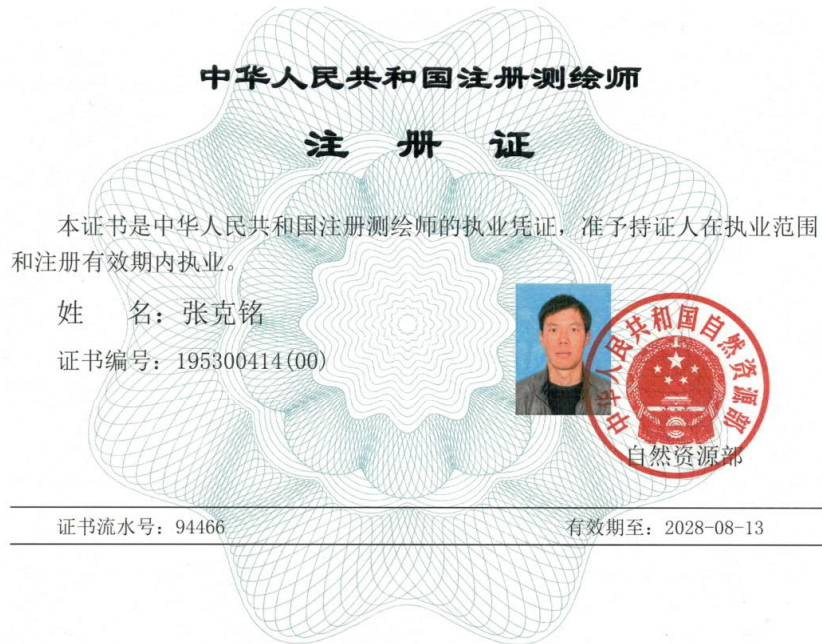 中华人民共和国注册测绘师
注 册 证
本证书是中华人民共和国注册测绘师的执业凭证，准予持证人在执业范围
和注册有效期内执业。
姓 名：张克铭
证书编号：195300414(00)
中华人民共和国自然资源部
自然资源部
证书流水号：94466
有效期至：2028-08-13